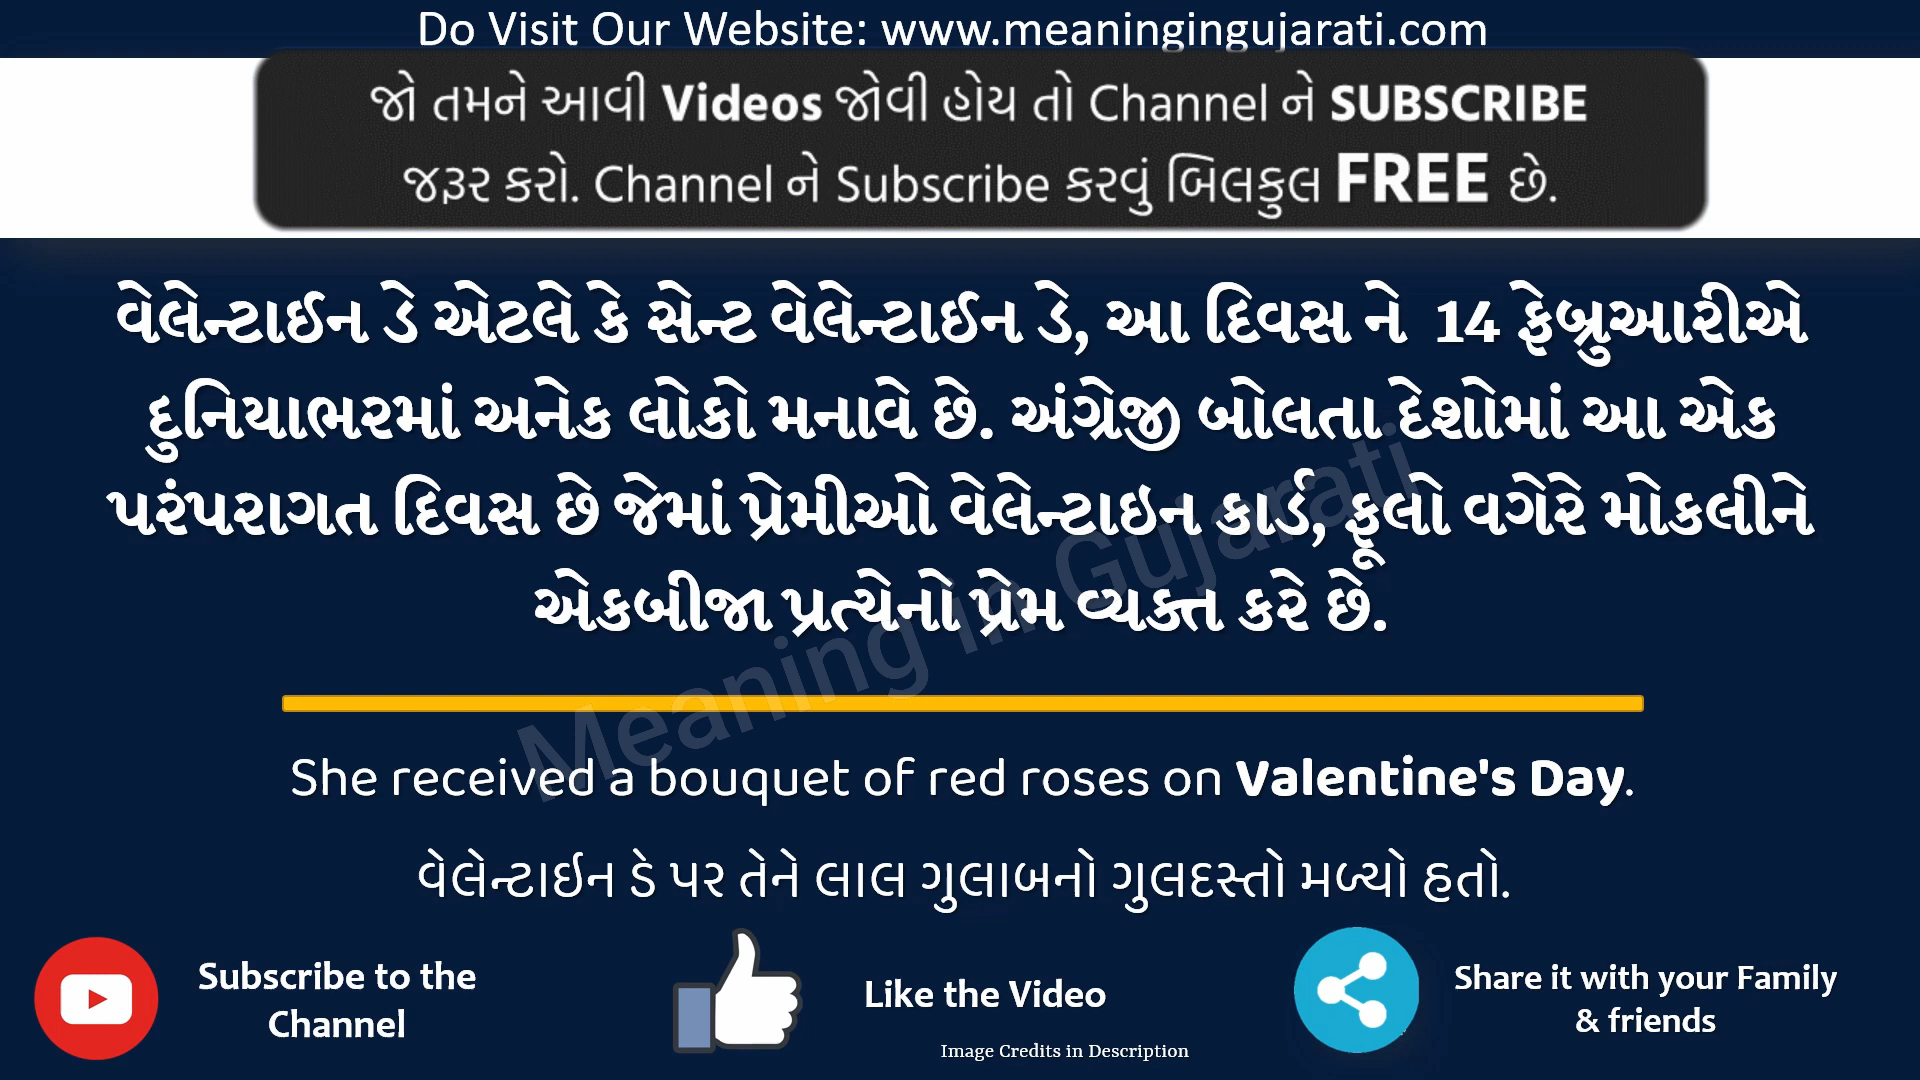 Do Visit Our Website: www.meaningingujarati.com
જો તમને આવી Videos જોવી હોય તો Channel ને SUBSCRIBE
જરૂર કરો. Channel ને Subscribe કરવું બિલકુલ FREE છે.
વેલેન્ટાઈન ડે એટલે કે સેન્ટ વેલેન્ટાઈન ડે, આ દિવસ ને 14 ફેબ્રુઆરીએ
દુનિયાભરમાં અનેક લોકો મનાવે છે. અંગ્રેજી બોલતા દેશોમાં આ એક
પરંપરાગત દિવસ છે જેમાં પ્રેમીઓ વેલેન્ટાઇન કાર્ડ, ફૂલો વગેરે મોકલીને
એકબીજા પ્રત્યેનો પ્રેમ વ્યક્ત કરે છે.
Meaning in Gujarati
She received a bouquet of red roses on Valentine's Day.
વેલેન્ટાઈન ડે પર તેને લાલ ગુલાબનો ગુલદસ્તો મળ્યો હતો.
Subscribe to the
Channel
Like the Video
Share it with your Family
& friends
Image Credits in Description